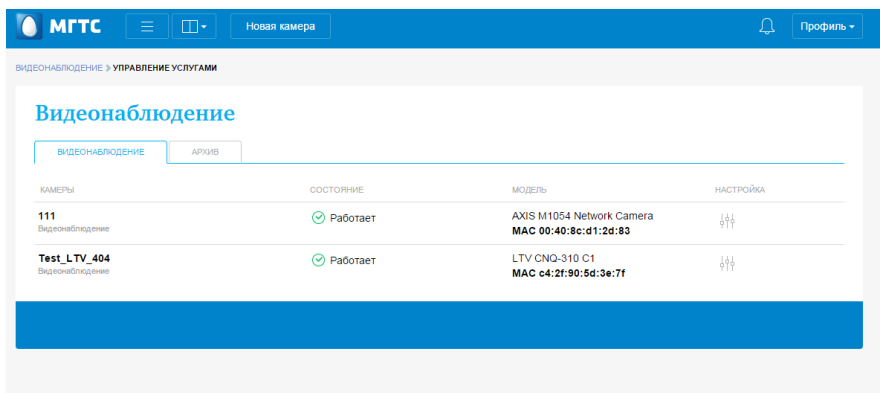 МГТС
Новая камера
Профиль
ВИДЕОНАБЛЮДЕНИЕ » УПРАВЛЕНИЕ УСЛУГАМИ
Видеонаблюдение
ВИДЕОНАБЛЮДЕНИЕ АРХИВ
КАМЕРЫ СОСТОЯНИЕ МОДЕЛЬ НАСТРОЙКА
111 Работает AXIS M1054 Network Camera
Видеонаблюдение MAC 00:40:8c:d1:2d:83
Test_LTV_404 Работает LTV CNQ-310 C1
Видеонаблюдение MAC c4:2f:90:5d:3e:7f